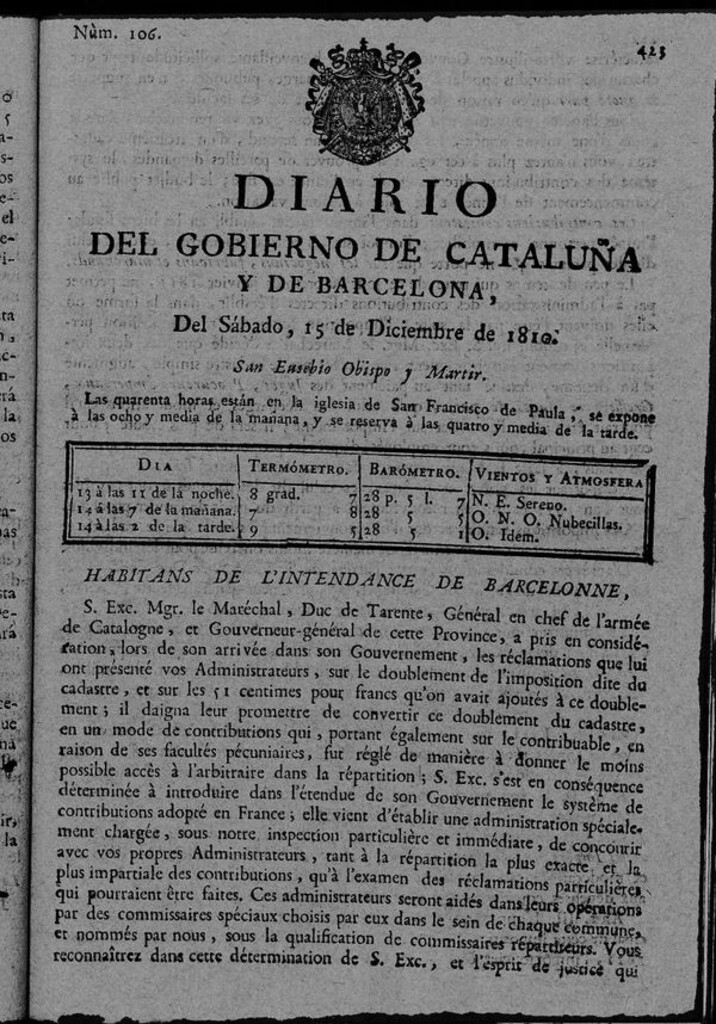 Núm. 106.
423
DIARIO
DEL GOBIERNO DE CATALUÑA
Y DE BARCELONA,
Del Sábado, 15 de Diciembre de 1810.
San Eusebio Obispo y Martir.
Las quarenta horas están en la iglesia de San Francisco de Paula, se expone
à las ocho y media de la mañana, y se reserva à las quatro y media de la tarde.
DIA TERMÓMETRO. BARÓMETRO. VIENTOS Y ATMOSFERA
13 à las 11 de la noche. 8 grad. 7 28 p. 5 l. 7 N. E. Sereno.
14 á las 7 de la mañana. 7 8 28 5 5 O. N. O. Nubecillas.
14 à las 2 de la tarde. 9 5 28 5 1 O. Idem.
HABITANS DE L'INTENDANCE DE BARCELONNE,
S. Exc. Mgr. le Maréchal, Duc de Tarente, Général en chef de l'armée
de Catalogne, et Gouverneur-général de cette Province, a pris en considé-
ration, lors de son arrivée dans son Gouvernement, les réclamations que lui
ont présenté vos Administrateurs, sur le doublement de l'imposition dite du
cadastre, et sur les 51 centimes pour francs qu'on avait ajoutés à ce double-
ment; il daigna leur promettre de convertir ce doublement du cadastre,
en un mode de contributions qui, portant également sur le contribuable, en
raison de ses facultés pécuniaires, fut réglé de manière à donner le moins
possible accès à l'arbitraire dans la répartition; S. Exc. s'est en conséquence
déterminée à introduire dans l'étendue de son Gouvernement le système de
contributions adopté en France; elle vient d'établir une administration spéciale-
ment chargée, sous notre inspection particulière et immédiate, de concourir
avec vos propres Administrateurs, tant à la répartition la plus exacte et la
plus impartiale des contributions, qu'à l'examen des réclamations particulières
qui pourraient être faites. Ces administrateurs seront aidés dans leurs opérations
par des commissaires spéciaux choisis par eux dans le sein de chaque commune,
et nommés par nous, sous la qualification de commissaires répartiteurs. Vous
reconnaîtrez dans cette détermination de S. Exc., et l'esprit de justice qui